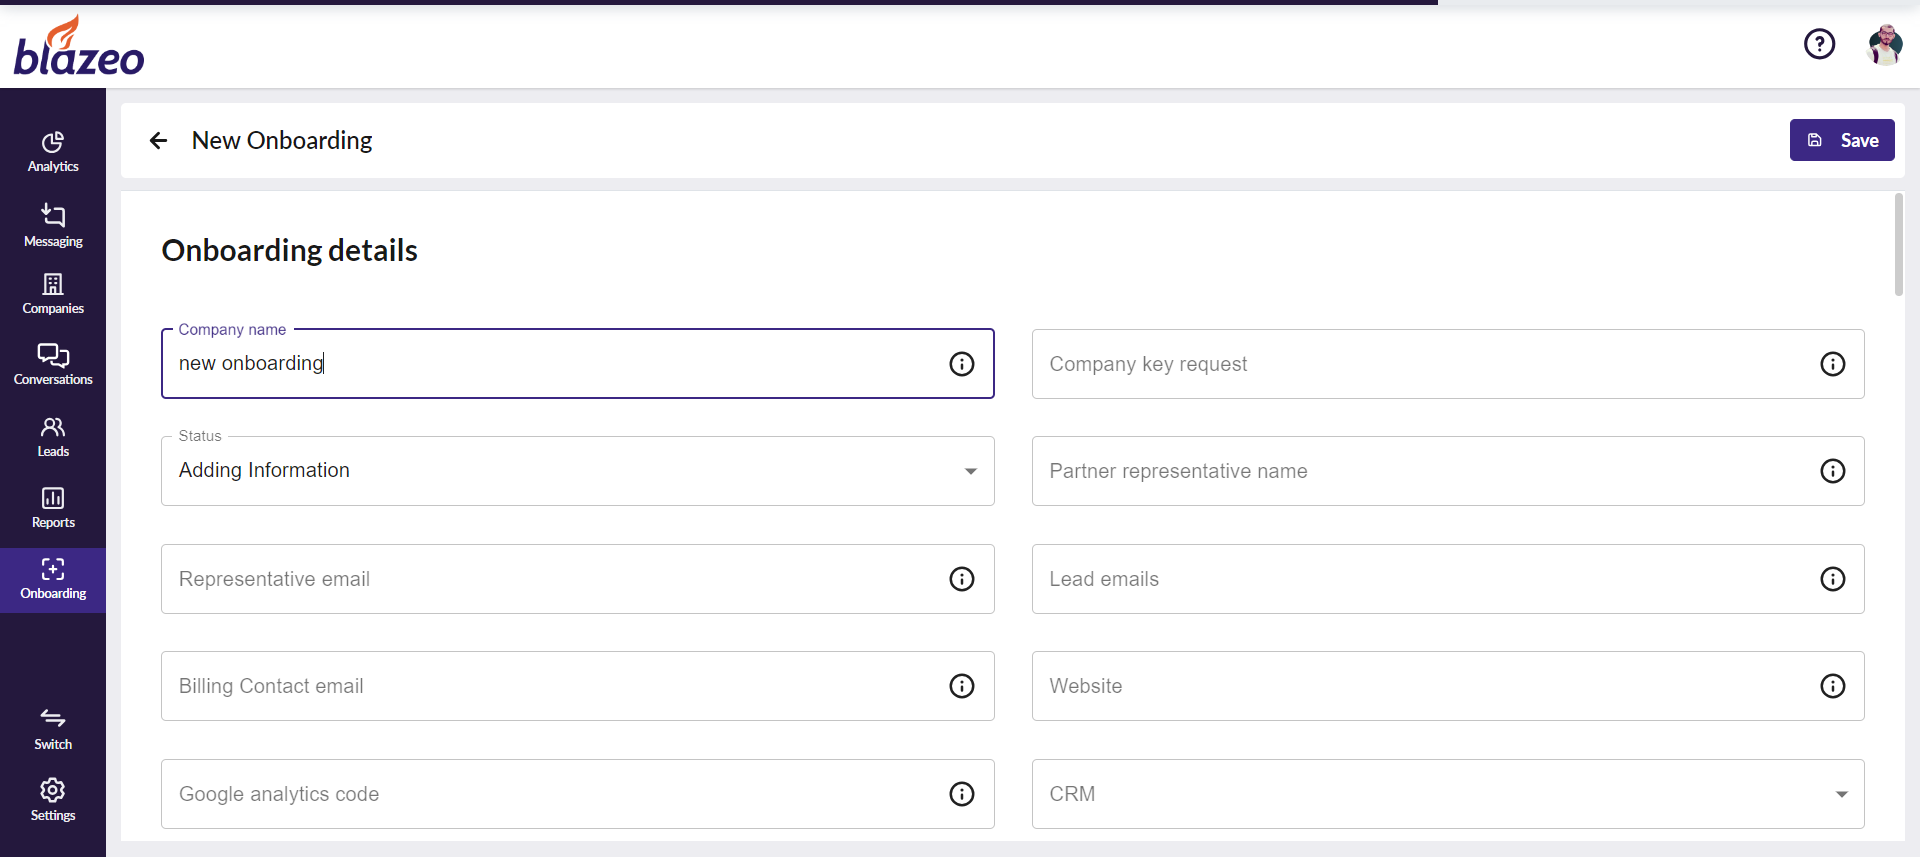 blazeo
New Onboarding
Save
Analytics
Messaging
Companies
Conversations
Leads
Reports
Onboarding
Switch
Settings
Onboarding details
Company name
new onboarding
Company key request
Status
Adding Information
Partner representative name
Representative email
Lead emails
Billing Contact email
Website
Google analytics code
CRM